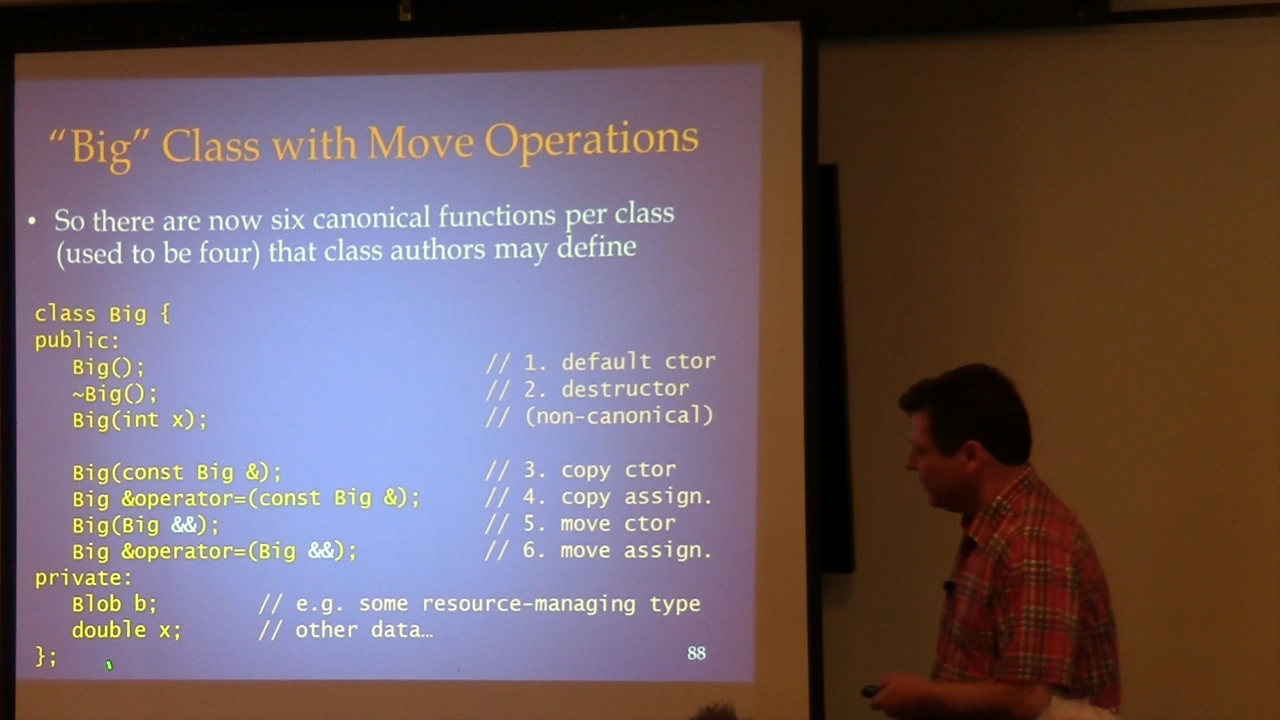 “Big” Class with Move Operations
• So there are now six canonical functions per class
(used to be four) that class authors may define
class Big {
public:
Big(); // 1. default ctor
~Big(); // 2. destructor
Big(int x); // (non-canonical)
Big(const Big &); // 3. copy ctor
Big &operator=(const Big &); // 4. copy assign.
Big(Big &&); // 5. move ctor
Big &operator=(Big &&); // 6. move assign.
private:
Blob b; // e.g. some resource-managing type
double x; // other data…
};
88